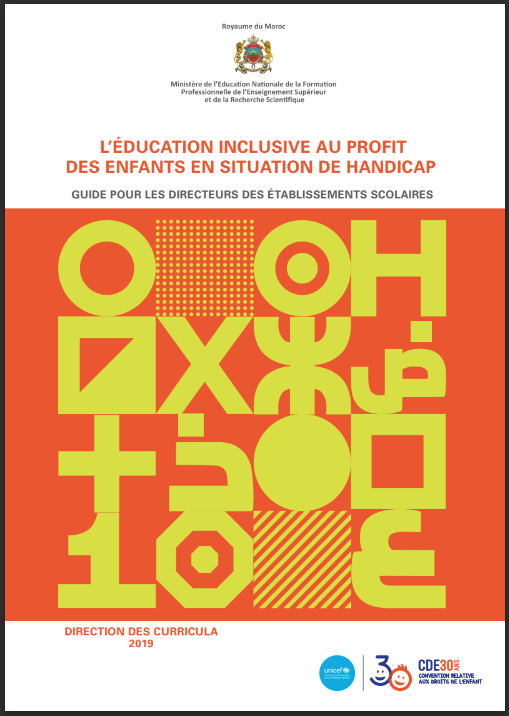 Royaume du Maroc
Ministère de l'Education Nationale de la Formation
Professionnelle de l'Enseignement Supérieur
et de la Recherche Scientifique
L'ÉDUCATION INCLUSIVE AU PROFIT
DES ENFANTS EN SITUATION DE HANDICAP
GUIDE POUR LES DIRECTEURS DES ÉTABLISSEMENTS SCOLAIRES
DIRECTION DES CURRICULA
2019
unicef
30
CDE30 ANS
CONVENTION RELATIVE
AUX DROITS DE L'ENFANT